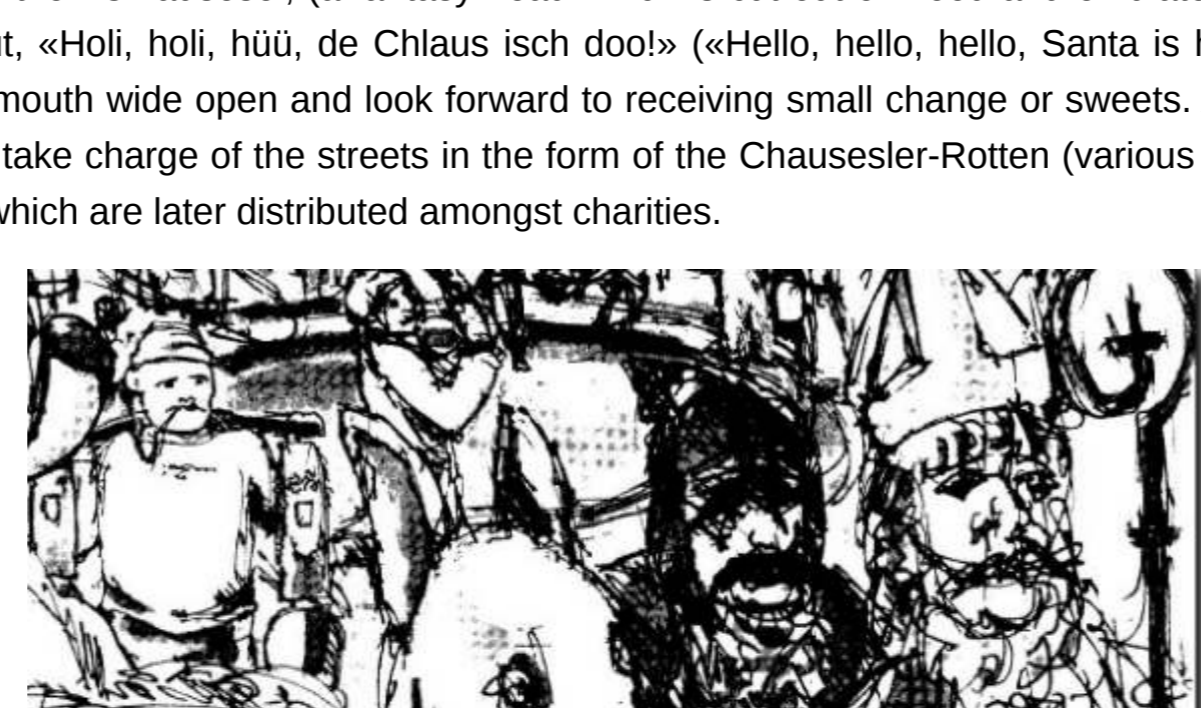 ut, «Holi, holi, hüü, de Chlaus isch doo!» («Hello, hello, hello, Santa is
mouth wide open and look forward to receiving small change or sweets.
take charge of the streets in the form of the Chausesler-Rotten (various
which are later distributed amongst charities.